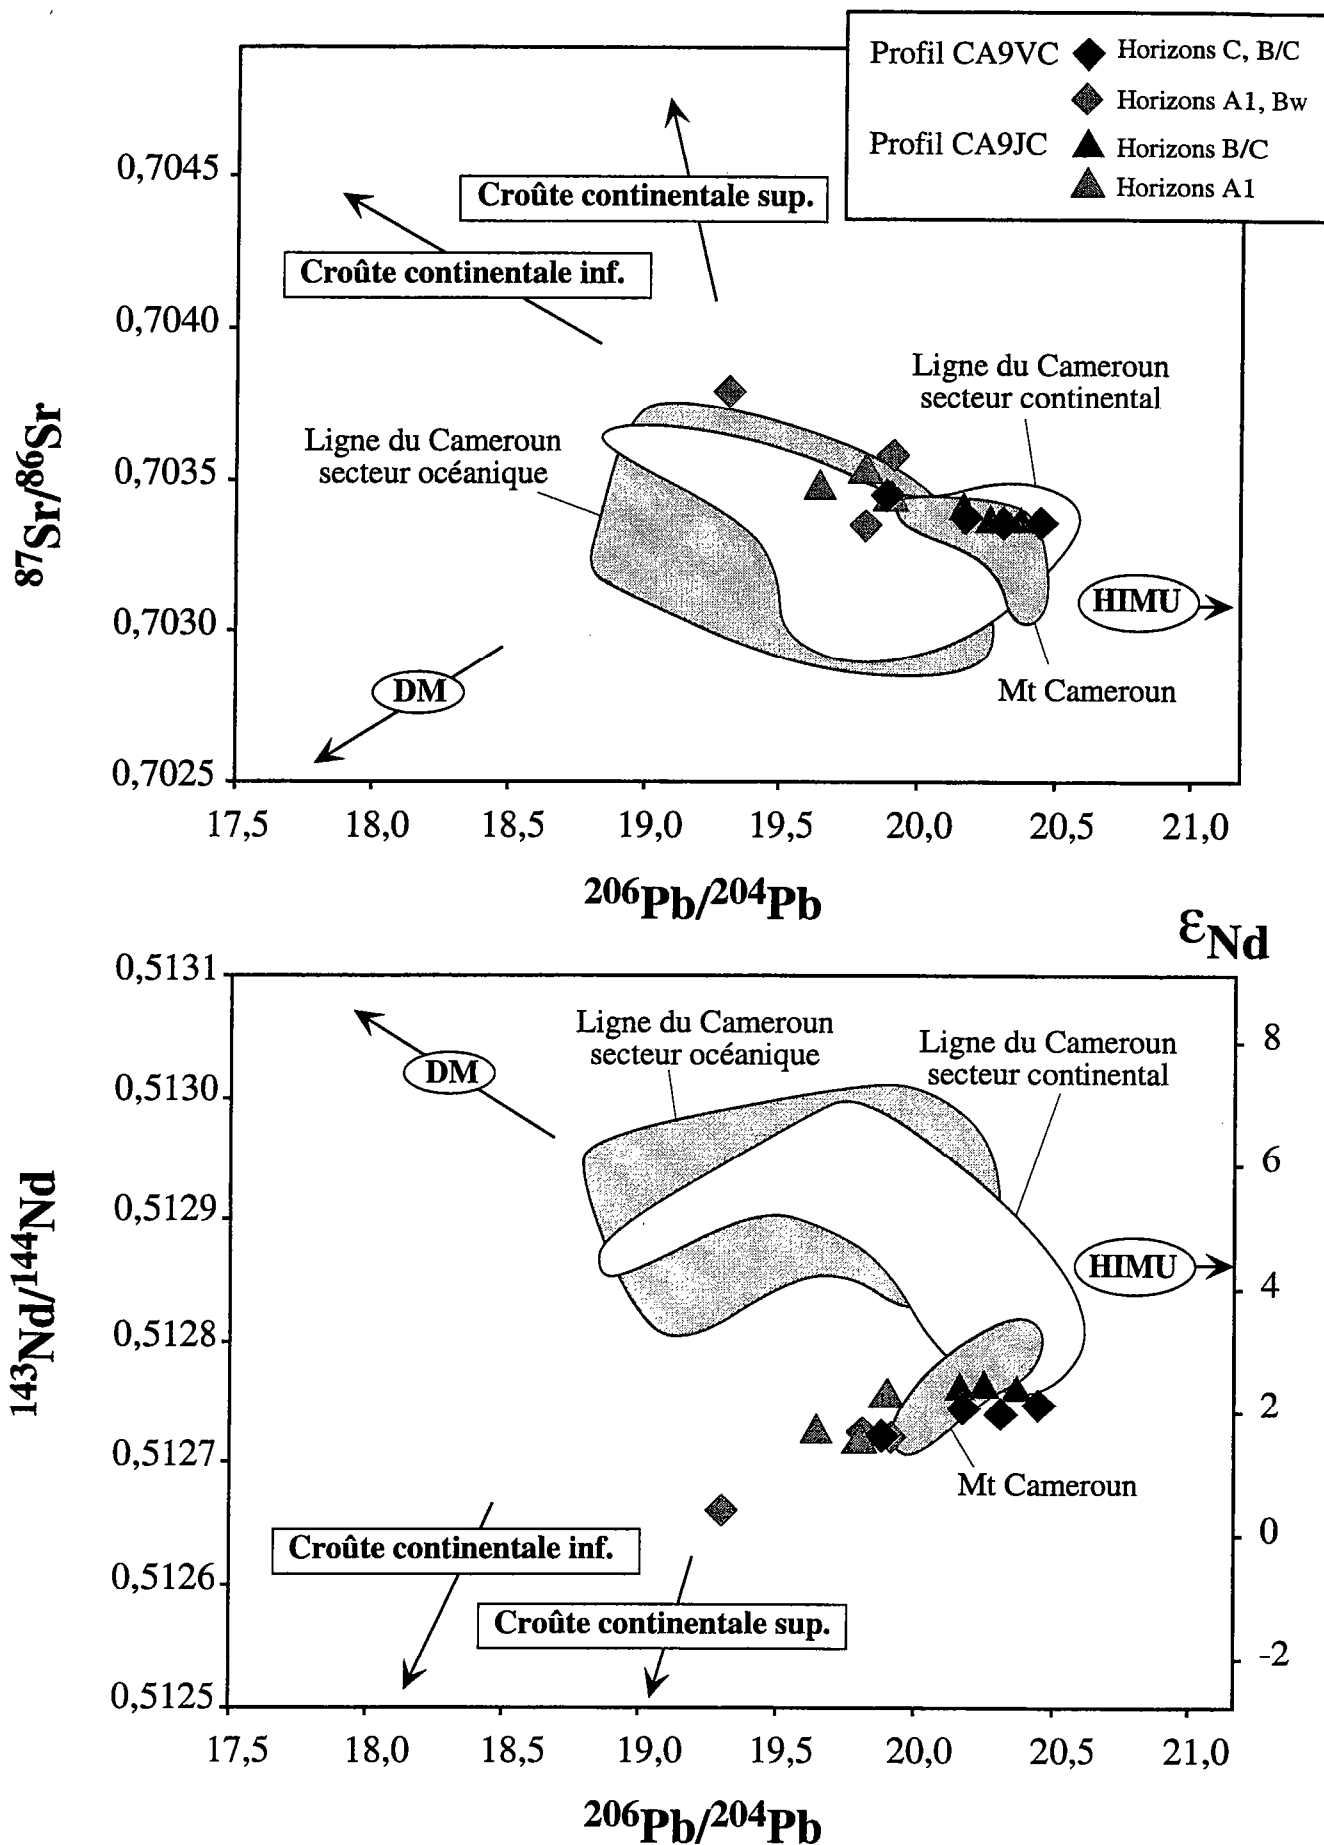 Profil CA9VC
Horizons C, B/C
Horizons A1, Bw
Profil CA9JC
Horizons B/C
Horizons A1
0,7045
0,7040
0,7035
0,7030
0,7025
87Sr/86Sr
Croûte continentale sup.
Croûte continentale inf.
Ligne du Cameroun
secteur continental
Ligne du Cameroun
secteur océanique
HIMU
DM
Mt Cameroun
17,5 18,0 18,5 19,0 19,5 20,0 20,5 21,0
206Pb/204Pb
εNd
0,5131
0,5130
0,5129
0,5128
0,5127
0,5126
0,5125
143Nd/144Nd
Ligne du Cameroun
secteur océanique
Ligne du Cameroun
secteur continental
DM
HIMU
Mt Cameroun
Croûte continentale inf.
Croûte continentale sup.
8
6
4
2
0
-2
17,5 18,0 18,5 19,0 19,5 20,0 20,5 21,0
206Pb/204Pb